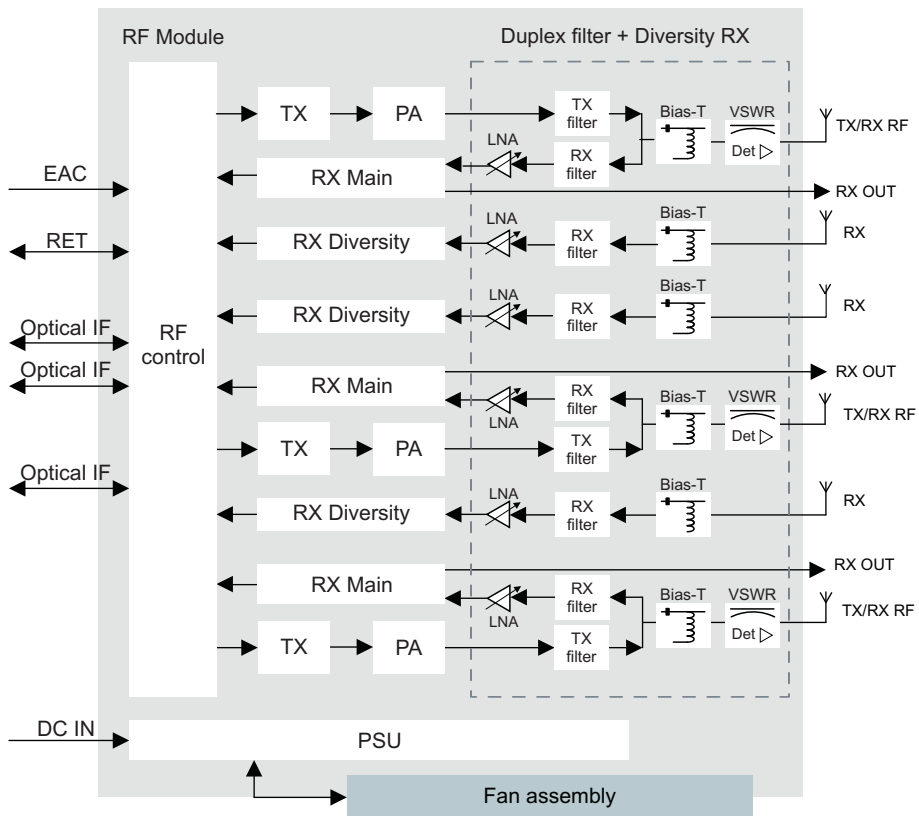 RF Module
Duplex filter + Diversity RX
TX
PA
TX
filter
Bias-T
VSWR
Det
TX/RX RF
LNA
RX
filter
EAC
RX Main
RX OUT
RET
RX Diversity
LNA
RX
filter
Bias-T
RX
RX Diversity
LNA
RX
filter
Bias-T
RX
Optical IF
Optical IF
RF
control
RX Main
RX OUT
LNA
RX
filter
Bias-T
VSWR
Det
TX/RX RF
TX
PA
TX
filter
Optical IF
RX Diversity
LNA
RX
filter
Bias-T
RX
RX Main
RX OUT
LNA
RX
filter
Bias-T
VSWR
Det
TX/RX RF
TX
PA
TX
filter
DC IN
PSU
Fan assembly